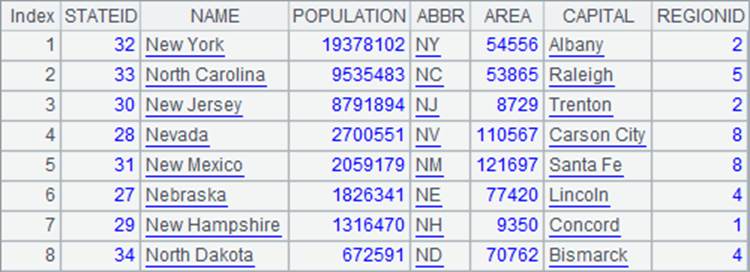 Index STATEID NAME POPULATION ABBR AREA CAPITAL REGIONID
1 32 New York 19378102 NY 54556 Albany 2
2 33 North Carolina 9535483 NC 53865 Raleigh 5
3 30 New Jersey 8791894 NJ 8729 Trenton 2
4 28 Nevada 2700551 NV 110567 Carson City 8
5 31 New Mexico 2059179 NM 121697 Santa Fe 8
6 27 Nebraska 1826341 NE 77420 Lincoln 4
7 29 New Hampshire 1316470 NH 9350 Concord 1
8 34 North Dakota 672591 ND 70762 Bismarck 4